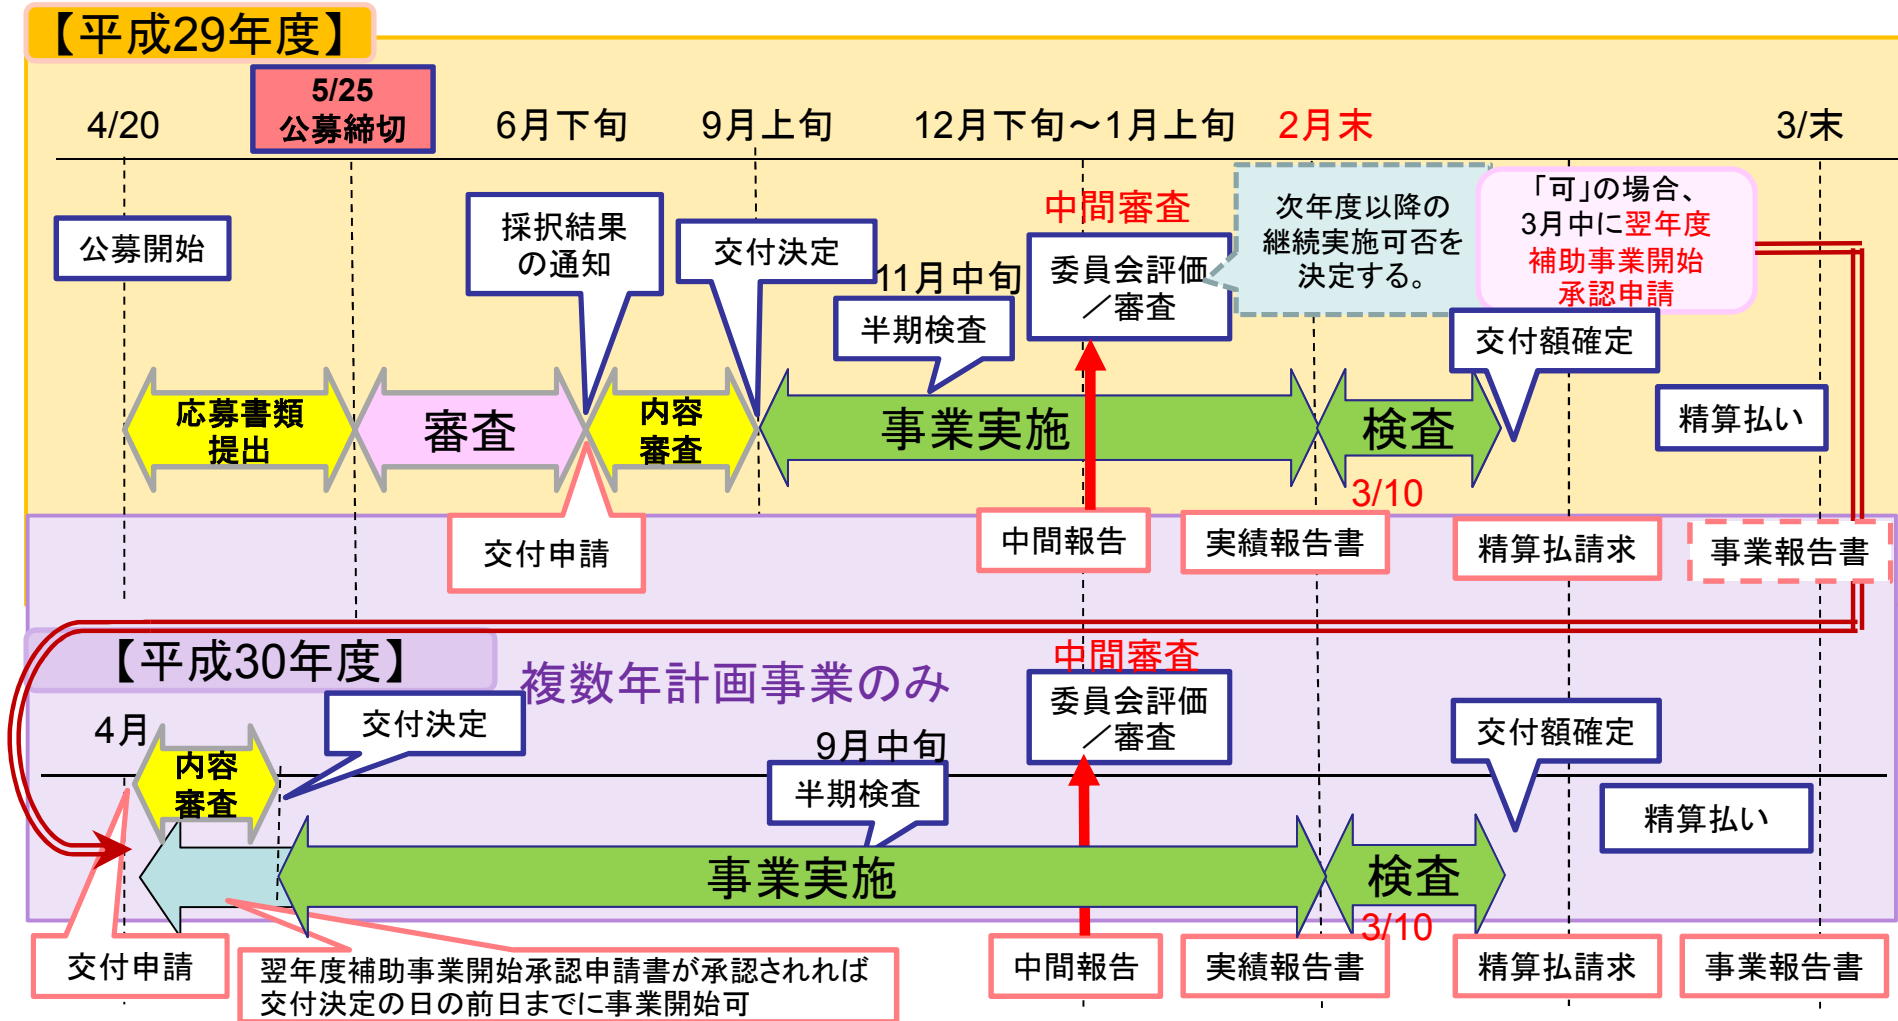 【平成29年度】
4/20
5/25
公募締切
6月下旬
9月上旬
12月下旬～1月上旬
2月末
3/末
公募開始
採択結果
の通知
交付決定
11月中旬
半期検査
中間審査
委員会評価
／審査
次年度以降の
継続実施可否を
決定する。
「可」の場合、
3月中に翌年度
補助事業開始
承認申請
交付額確定
精算払い
応募書類
提出
審査
内容
審査
事業実施
検査
3/10
交付申請
中間報告
実績報告書
精算払請求
事業報告書
【平成30年度】
複数年計画事業のみ
4月
内容
審査
交付決定
9月中旬
半期検査
中間審査
委員会評価
／審査
交付額確定
精算払い
事業実施
検査
3/10
交付申請
翌年度補助事業開始承認申請書が承認されれば
交付決定の日の前日までに事業開始可
中間報告
実績報告書
精算払請求
事業報告書